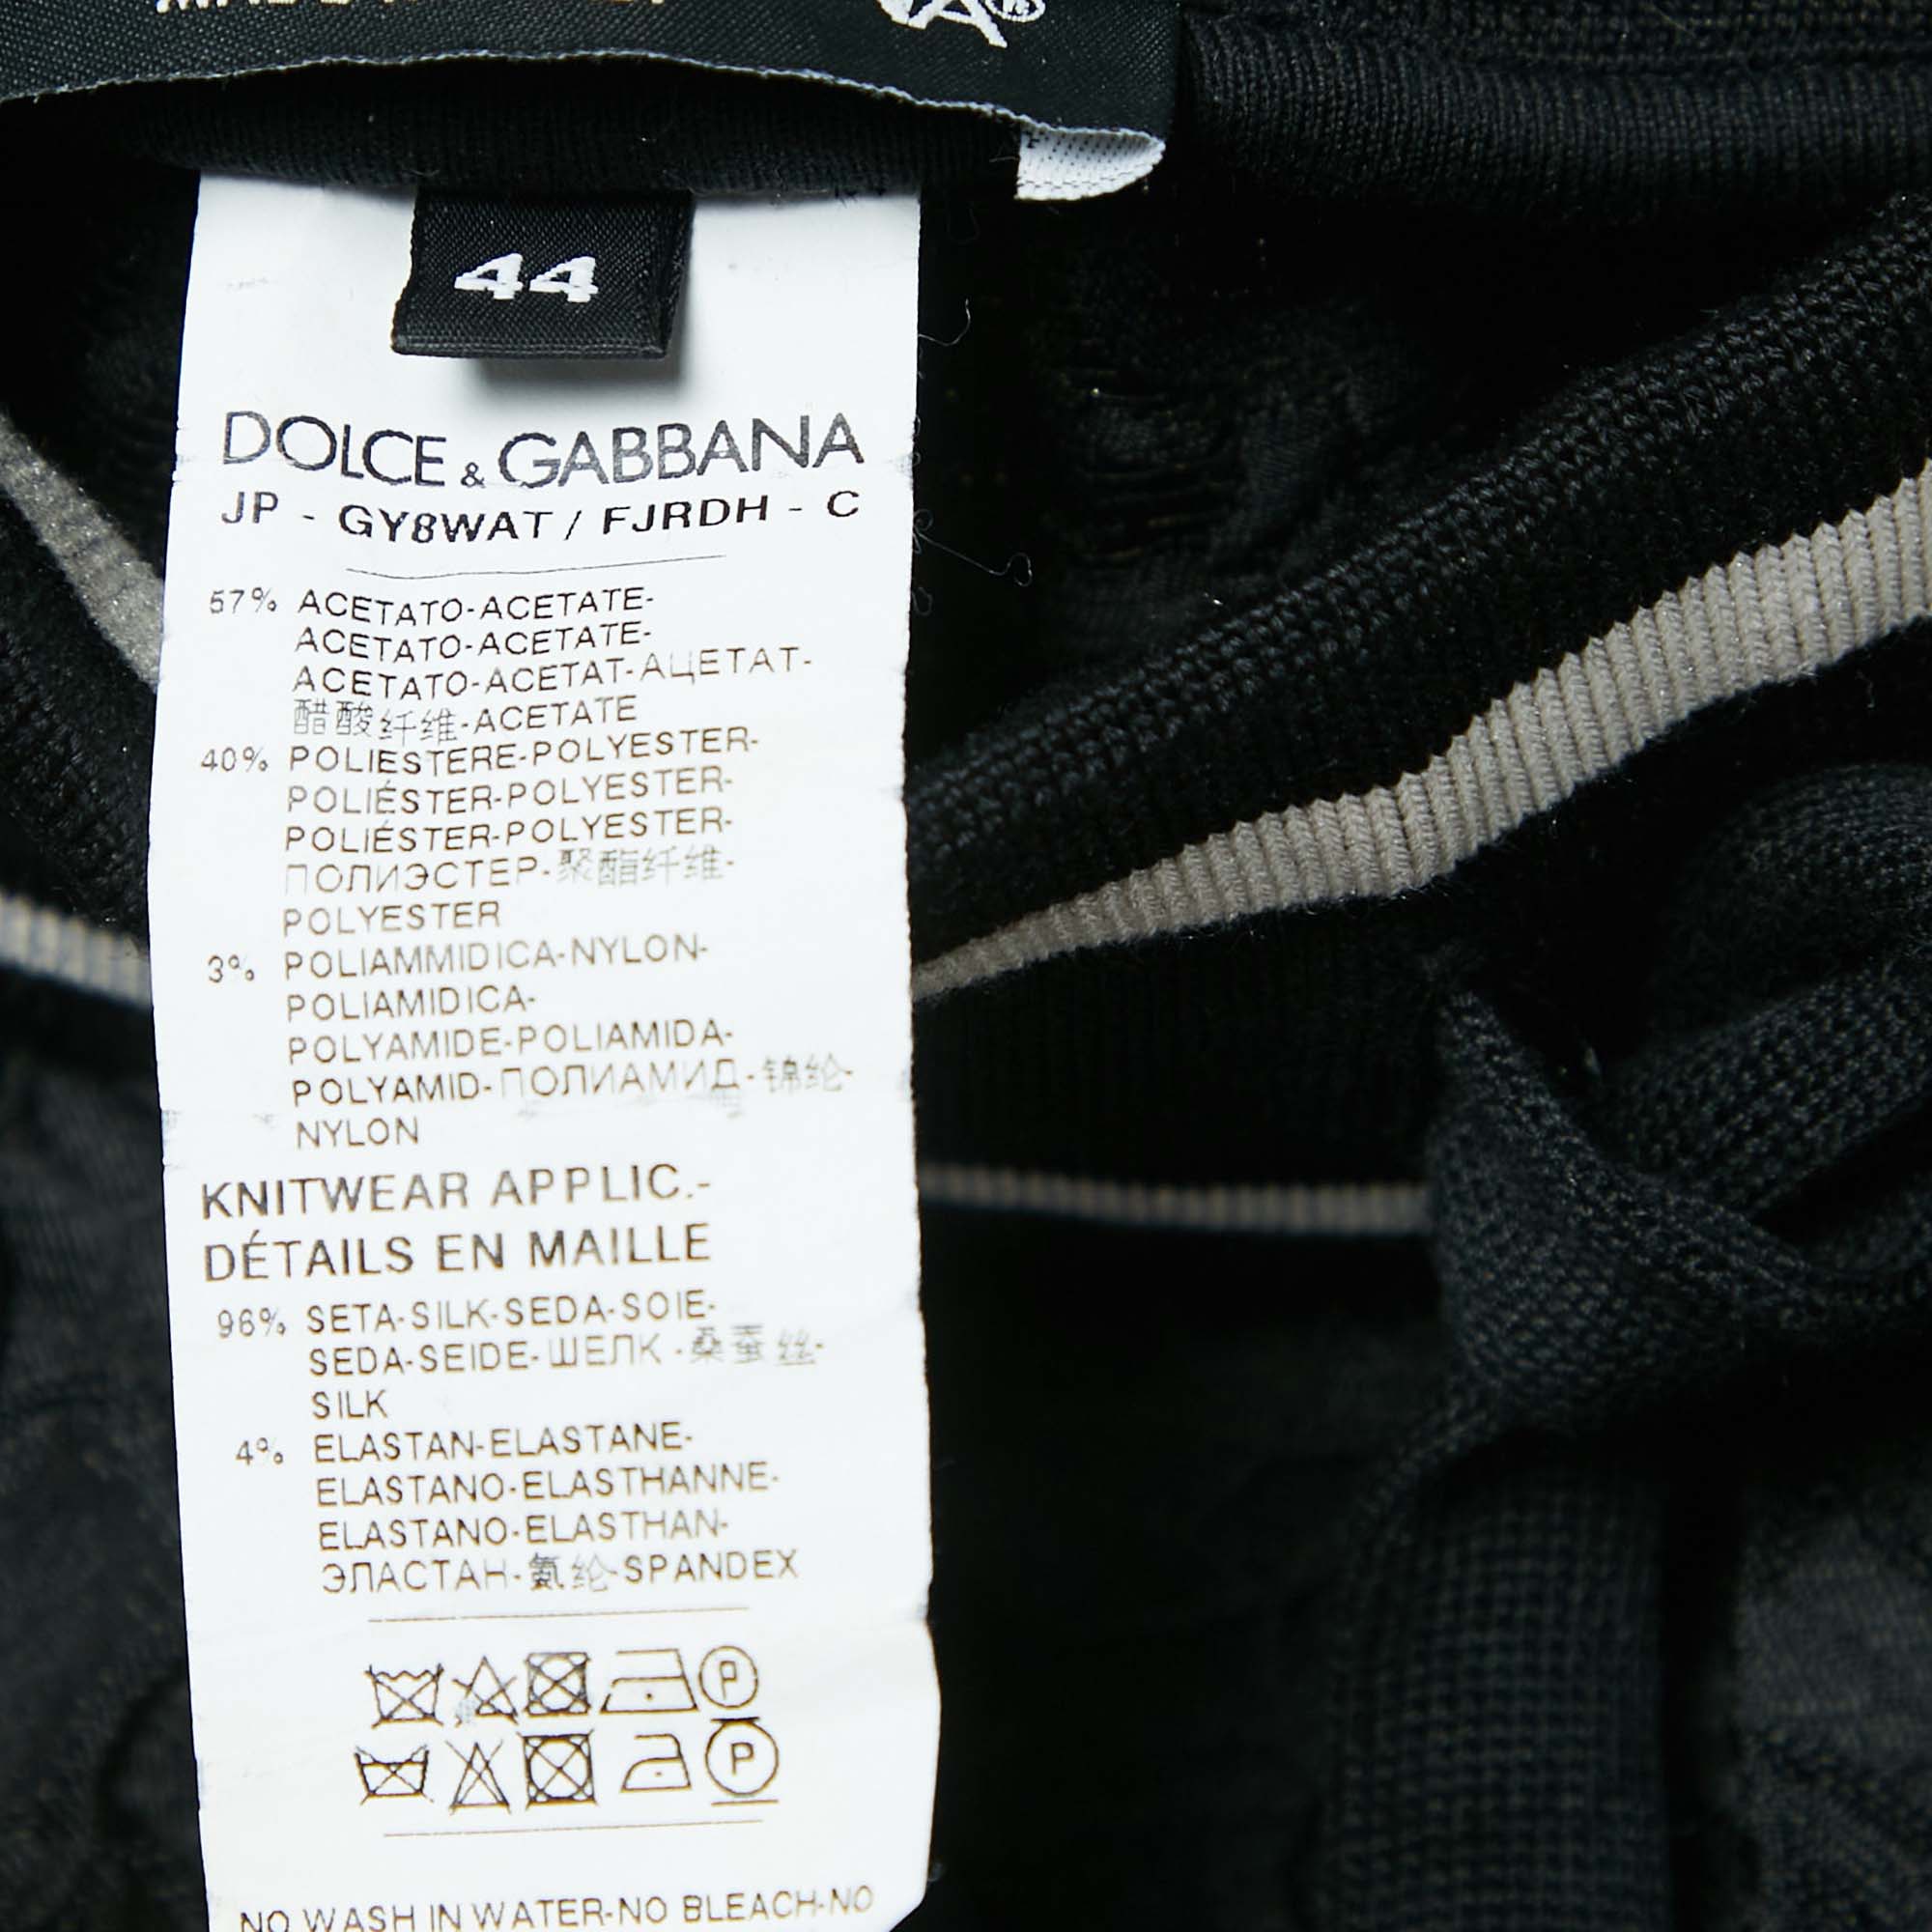 44
DOLCE & GABBANA
JP - GY8WAT / FJRDH - C
57% ACETATO-ACETATE-
ACETATO-ACETATE-
ACETATO-ACETAT-АЦЕТАТ-
醋酸纤维-ACETATE
40% POLIESTERE-POLYESTER-
POLIÉSTER-POLYESTER-
POLIÉSTER-POLYESTER-
ПОЛИЭСТЕР-聚酯纤维-
POLYESTER
3% POLIAMMIDICA-NYLON-
POLIAMIDICA-
POLYAMIDE-POLIAMIDA-
POLYAMID-ПОЛИАМИД-锦纶-
NYLON
KNITWEAR APPLIC.-
DÉTAILS EN MAILLE
96% SETA-SILK-SEDA-SOIE-
SEDA-SEIDE-ШЕЛК-桑蚕丝-
SILK
4% ELASTAN-ELASTANE-
ELASTANO-ELASTHANNE-
ELASTANO-ELASTHAN-
ЭЛАСТАН-氨纶-SPANDEX
P
P
NO WASH IN WATER-NO BLEACH-NO